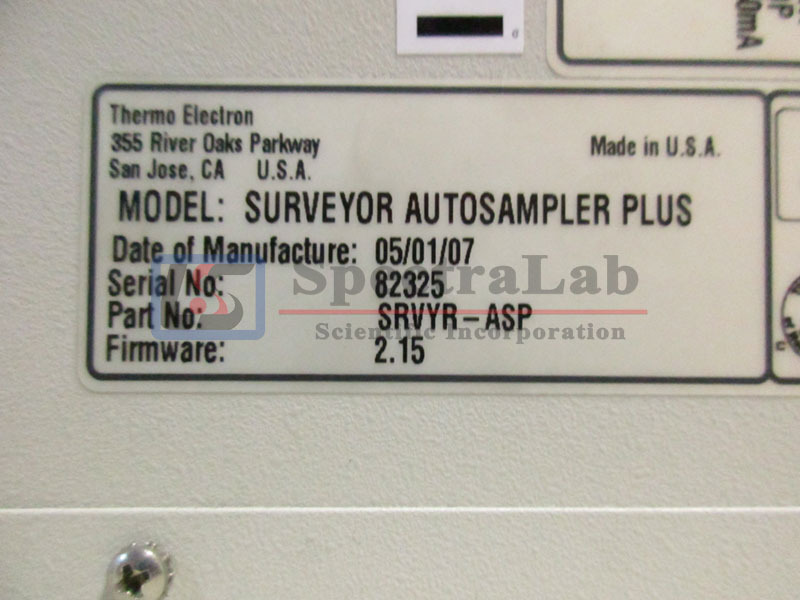 Thermo Electron
355 River Oaks Parkway
San Jose, CA U.S.A.
Made in U.S.A.
MODEL: SURVEYOR AUTOSAMPLER PLUS
Date of Manufacture: 05/01/07
Serial No: 82325
Part No: SRVYR-ASP
Firmware: 2.15
SpectraLab
Scientific Incorporation
0mA